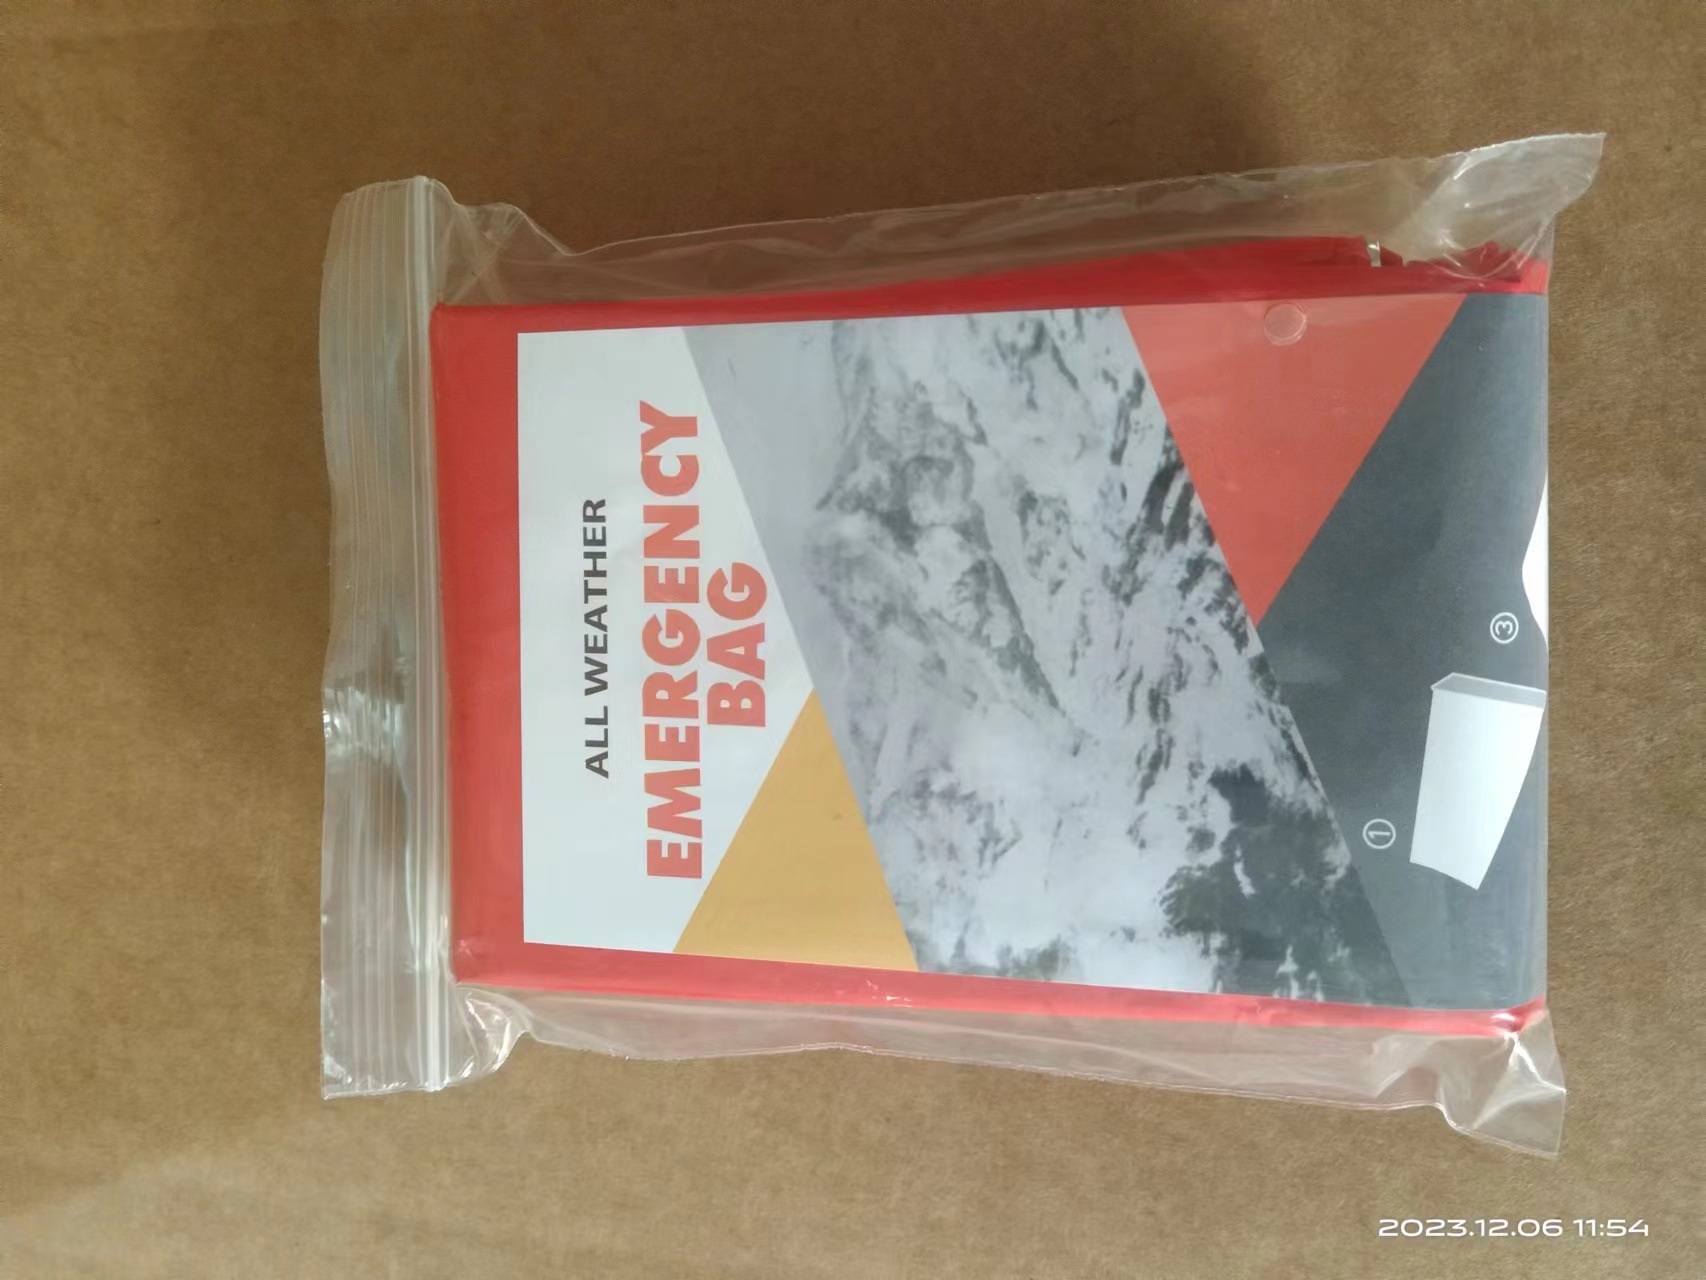 ALL WEATHER
EMERGENCY
BAG
①
③
2023.12.06 11:54